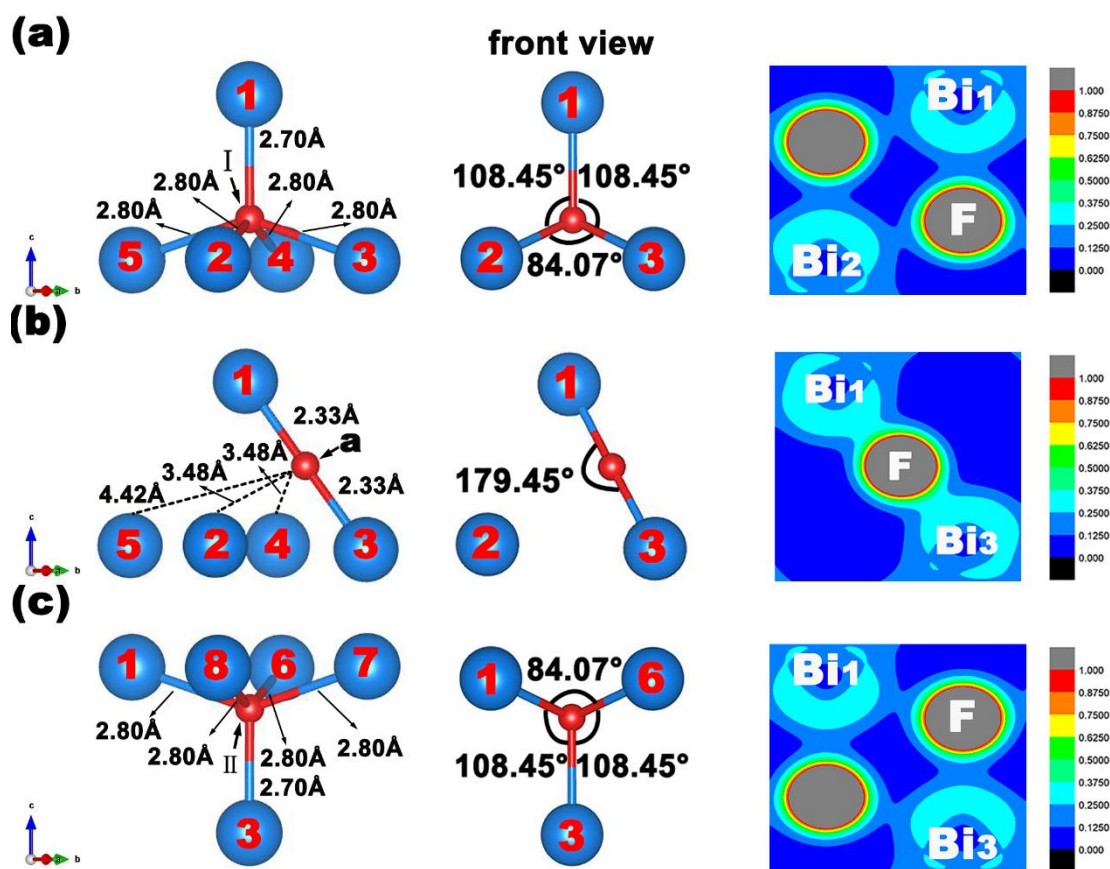 (a)
front view
1
2.70Å
I
2.80Å
2.80Å
2.80Å
2.80Å
5
2
4
3
c
a
b
1
108.45°
108.45°
2
84.07°
3
Bi1
F
Bi2
1.000
0.8750
0.7500
0.6250
0.5000
0.3750
0.2500
0.1250
0.000
(b)
1
2.33Å
a
3.48Å
3.48Å
4.42Å
2.33Å
5
2
4
3
c
a
b
1
179.45°
2
3
Bi1
F
Bi3
1.000
0.8750
0.7500
0.6250
0.5000
0.3750
0.2500
0.1250
0.000
(c)
1
8
6
7
2.80Å
2.80Å
2.80Å
2.80Å
II
2.70Å
3
c
a
b
1
84.07°
6
108.45°
108.45°
3
Bi1
F
Bi3
1.000
0.8750
0.7500
0.6250
0.5000
0.3750
0.2500
0.1250
0.000